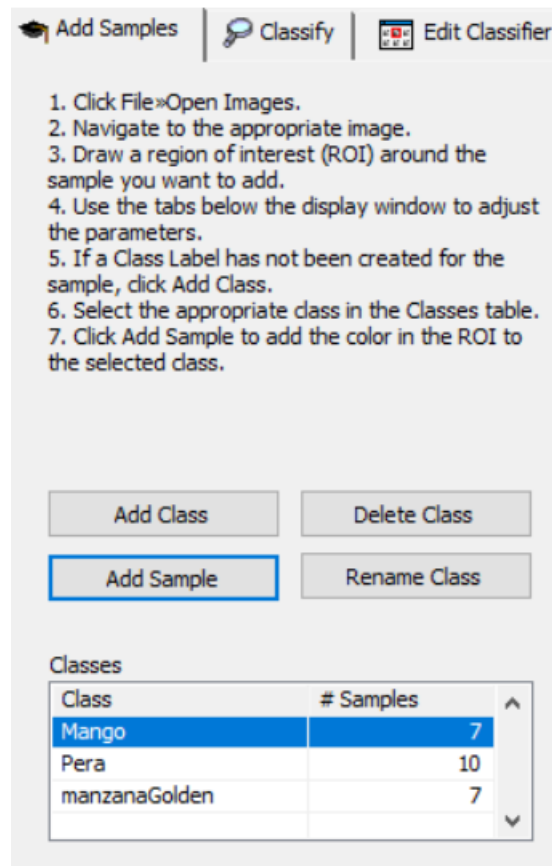 Add Samples Classify Edit Classifier
1. Click File»Open Images.
2. Navigate to the appropriate image.
3. Draw a region of interest (ROI) around the
sample you want to add.
4. Use the tabs below the display window to adjust
the parameters.
5. If a Class Label has not been created for the
sample, click Add Class.
6. Select the appropriate class in the Classes table.
7. Click Add Sample to add the color in the ROI to
the selected class.
Add Class Delete Class
Add Sample Rename Class
Classes
Class # Samples
Mango 7
Pera 10
manzanaGolden 7